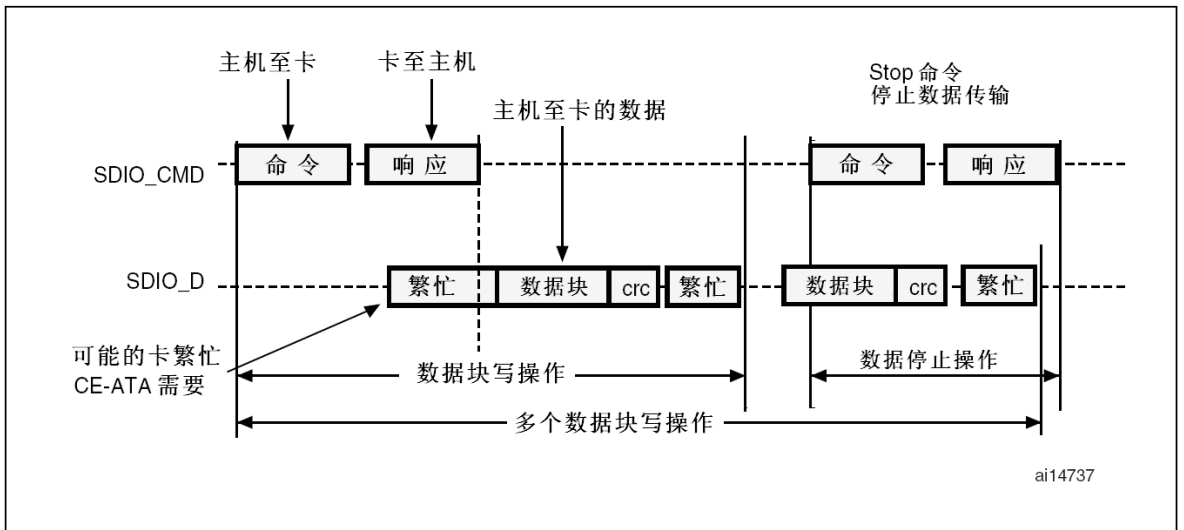 主机至卡
卡至主机
Stop 命令
停止数据传输
主机至卡的数据
SDIO_CMD
命令
响应
命令
响应
SDIO_D
繁忙
数据块
crc
繁忙
数据块
crc
繁忙
可能的卡繁忙
CE-ATA 需要
数据块写操作
数据停止操作
多个数据块写操作
ai14737